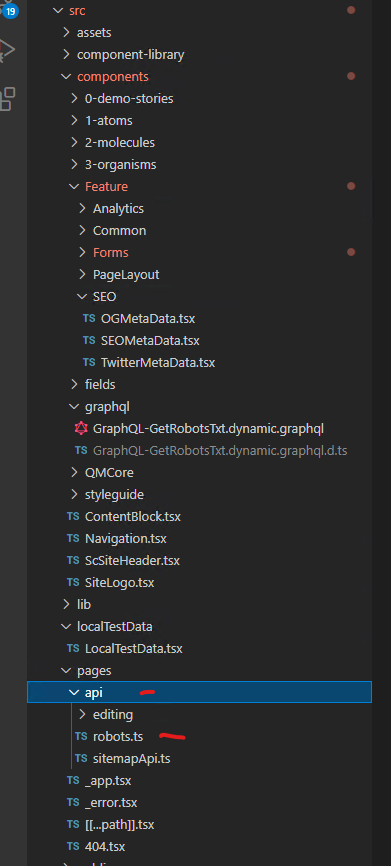 19
src
assets
component-library
components
0-demo-stories
1-atoms
2-molecules
3-organisms
Feature
Analytics
Common
Forms
PageLayout
SEO
TS OGMetaData.tsx
TS SEOMetaData.tsx
TS TwitterMetaData.tsx
fields
graphql
GraphQL-GetRobotsTxt.dynamic.graphql
TS GraphQL-GetRobotsTxt.dynamic.graphql.d.ts
QMCore
styleguide
TS ContentBlock.tsx
TS Navigation.tsx
TS ScSiteHeader.tsx
TS SiteLogo.tsx
lib
localTestData
TS LocalTestData.tsx
pages
api
editing
TS robots.ts
TS sitemapApi.ts
TS _app.tsx
TS _error.tsx
TS [[...path]].tsx
TS 404.tsx